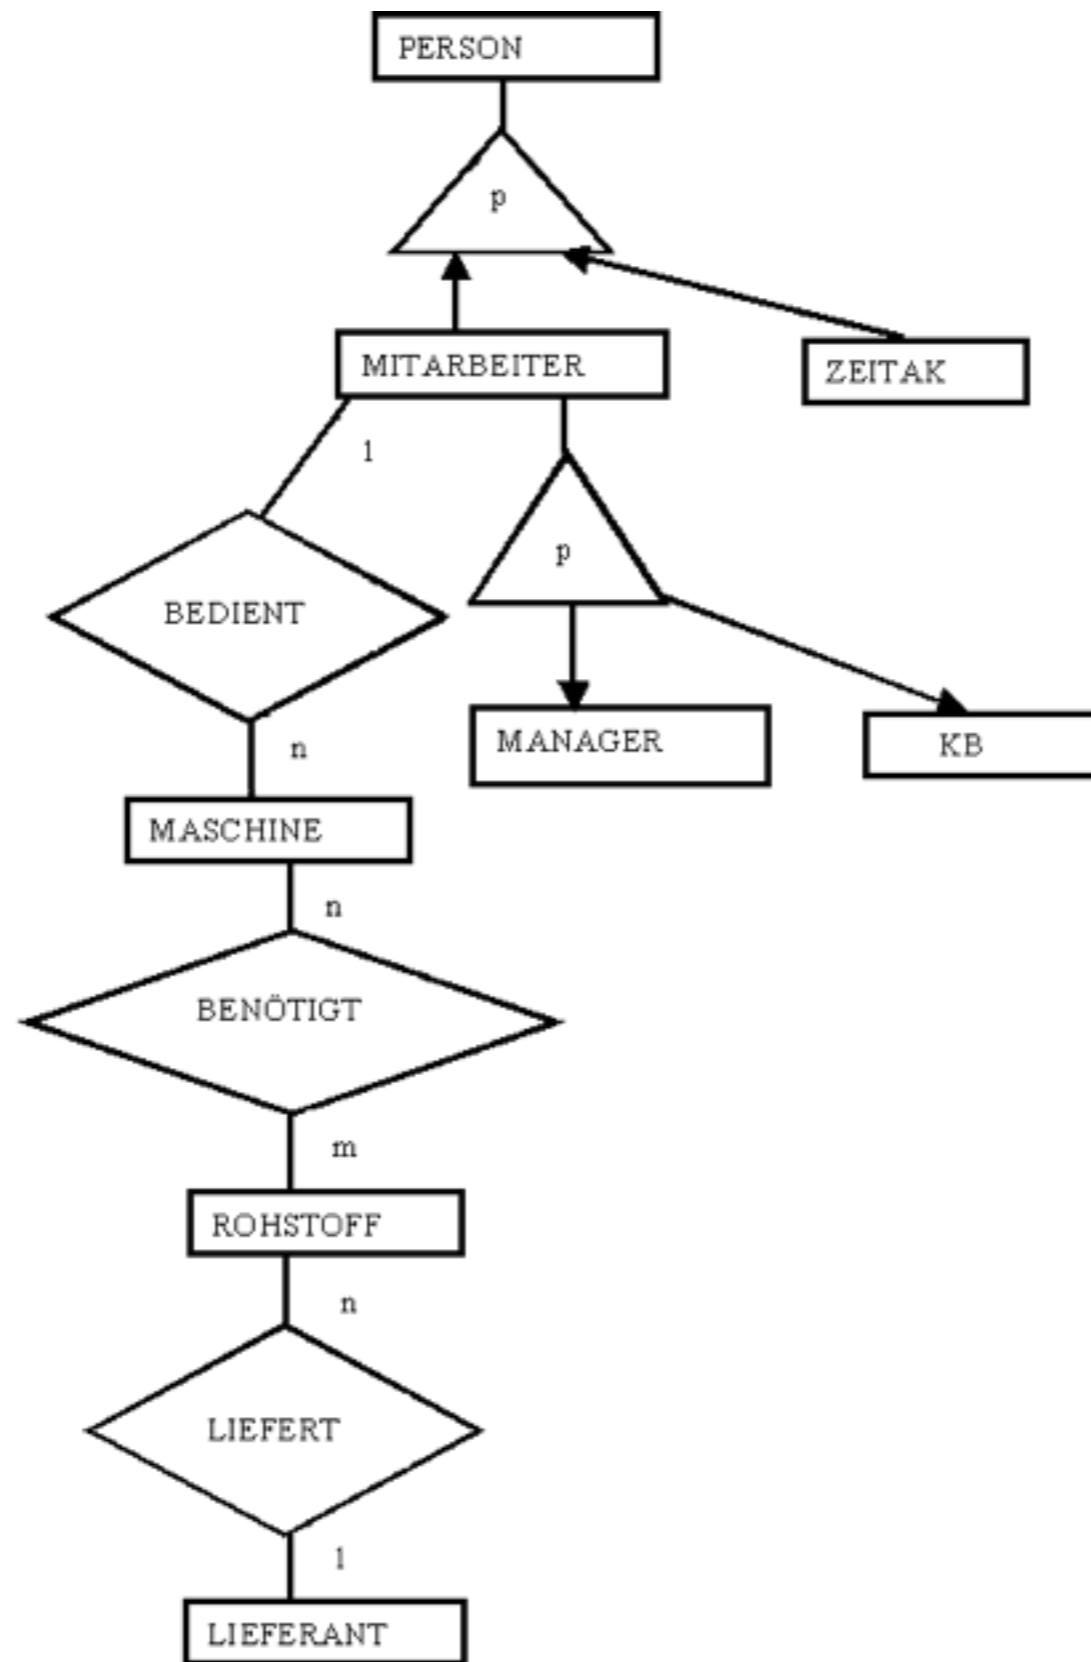 PERSON
p
MITARBEITER
ZEITAK
1
p
BEDIENT
n
MANAGER
KB
MASCHINE
n
BENÖTIGT
m
ROHSTOFF
n
LIEFERT
1
LIEFERANT